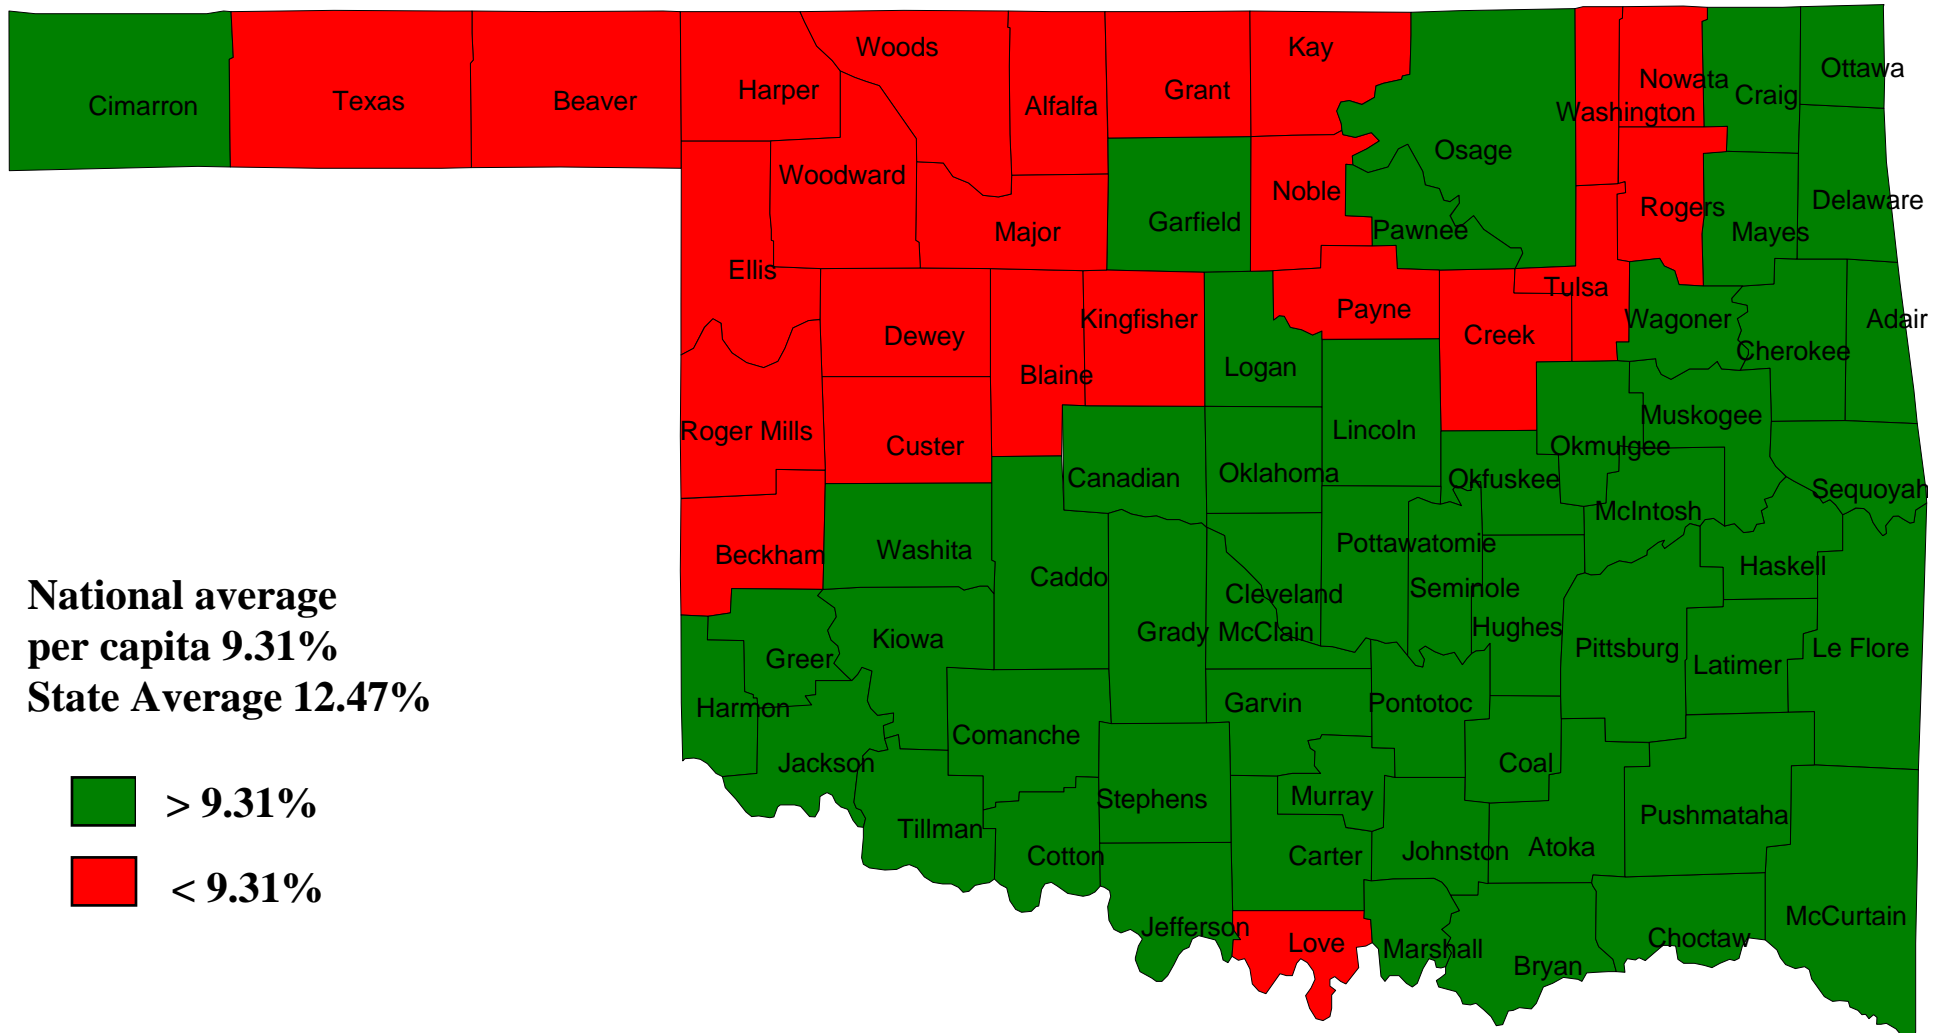 Cimarron
Texas
Beaver
Harper
Woods
Alfalfa
Grant
Kay
Washington
Nowata
Craig
Ottawa
Woodward
Major
Garfield
Noble
Osage
Pawnee
Rogers
Mayes
Delaware
Ellis
Dewey
Blaine
Kingfisher
Logan
Payne
Creek
Tulsa
Wagoner
Cherokee
Adair
Roger Mills
Custer
Canadian
Oklahoma
Lincoln
Okfuskee
Okmulgee
Muskogee
McIntosh
Sequoyah
Beckham
Washita
Caddo
Grady
McClain
Cleveland
Pottawatomie
Seminole
Hughes
Pittsburg
Haskell
Latimer
Le Flore
Greer
Kiowa
Harmon
Jackson
Comanche
Tillman
Cotton
Stephens
Garvin
Pontotoc
Murray
Coal
Carter
Johnston
Atoka
Pushmataha
Jefferson
Love
Marshall
Bryan
Choctaw
McCurtain
National average
per capita 9.31%
State Average 12.47%
> 9.31%
< 9.31%